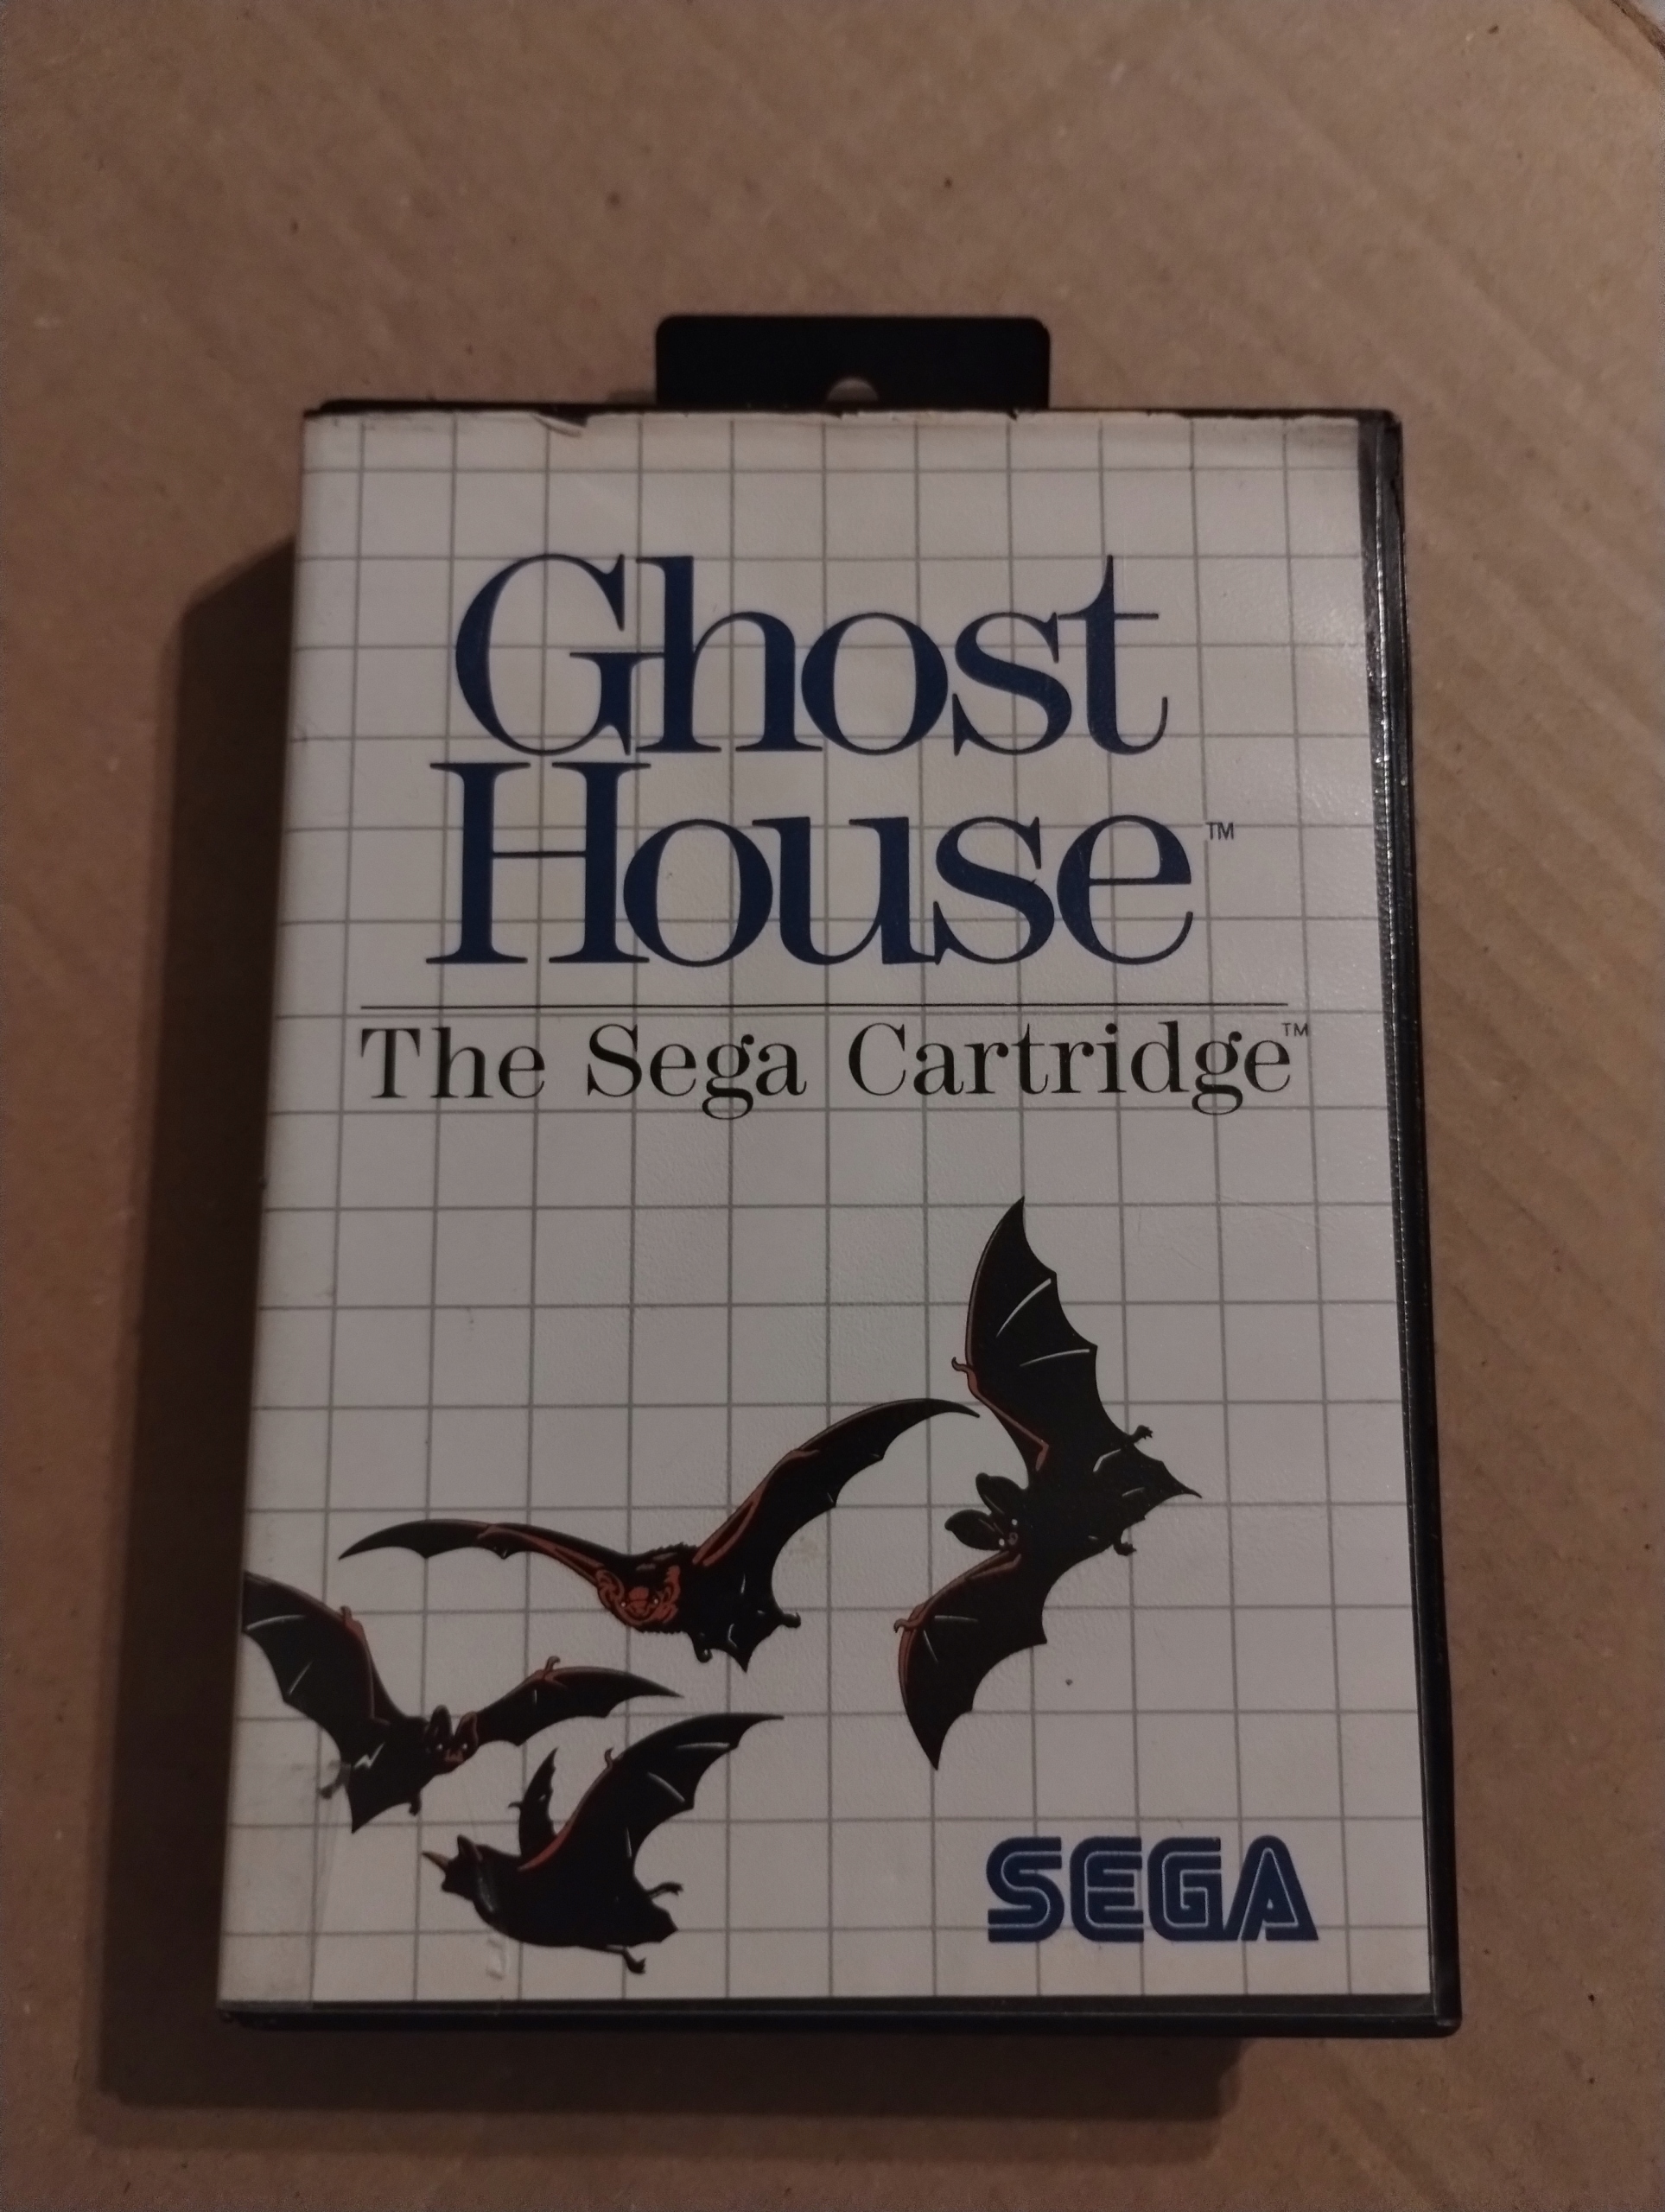 Ghost
House™
The Sega Cartridge™
SEGA